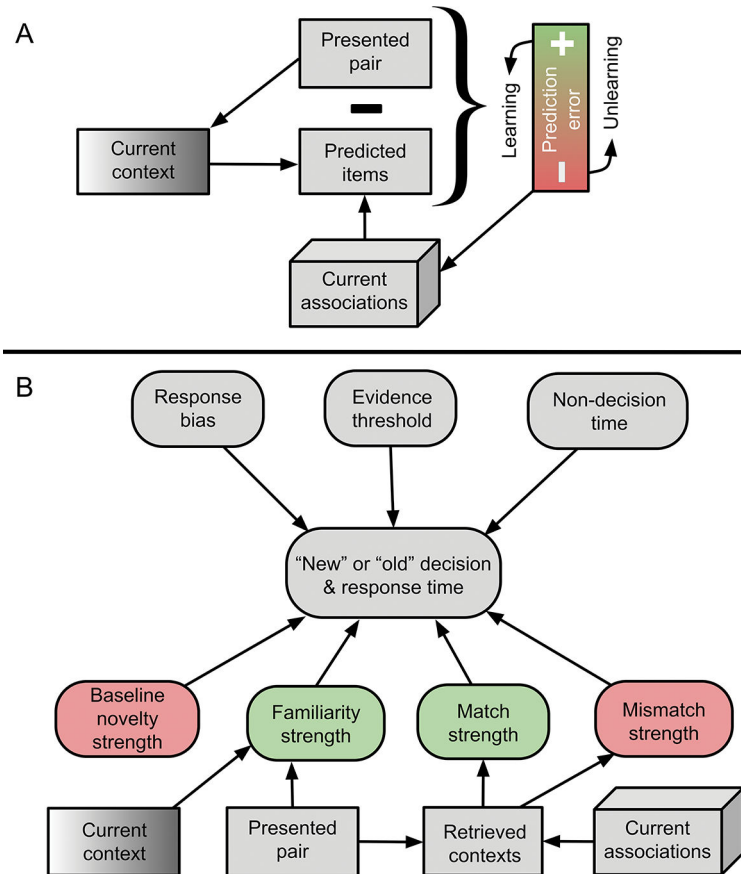 A
Presented
pair
Current
context
Predicted
items
Current
associations
Learning
Prediction
error
Unlearning
B
Response
bias
Evidence
threshold
Non-decision
time
“New” or “old” decision
& response time
Baseline
novelty
strength
Familiarity
strength
Match
strength
Mismatch
strength
Current
context
Presented
pair
Retrieved
contexts
Current
associations